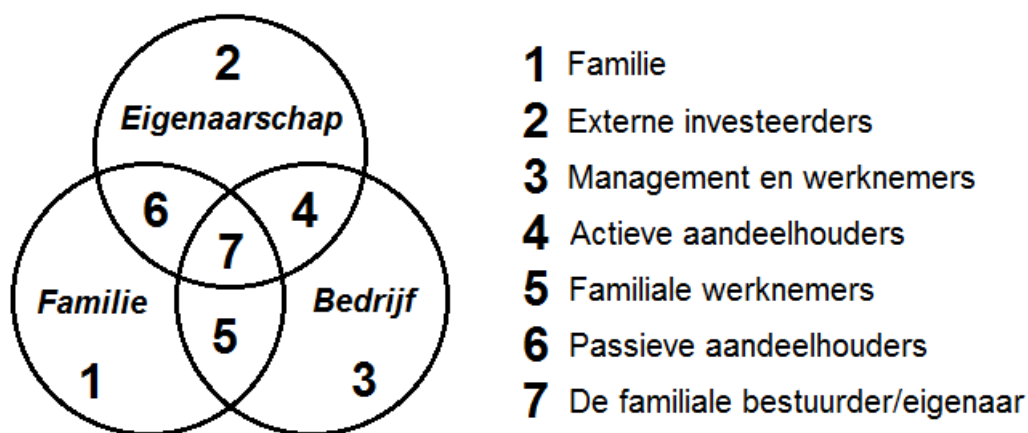 2
Eigenaarschap
6 4
7
Familie Bedrijf
5
1 3
1 Familie
2 Externe investeerders
3 Management en werknemers
4 Actieve aandeelhouders
5 Familiale werknemers
6 Passieve aandeelhouders
7 De familiale bestuurder/eigenaar